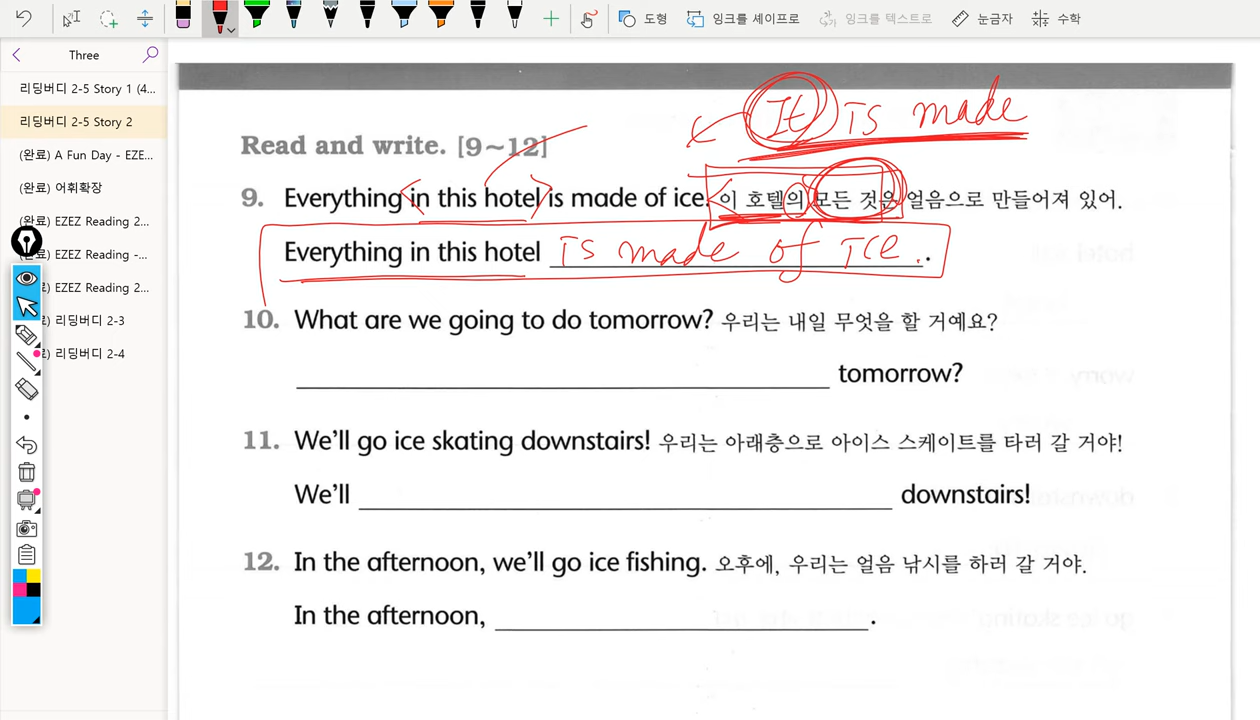 도형 잉크를 셰이프로 잉크를 텍스트로 눈금자 수학
Three
리딩버디 2-5 Story 1 (4...
리딩버디 2-5 Story 2
(완료) A Fun Day - EZE...
(완료) 어휘확장
(완료) EZEZ Reading 2...
료) EZEZ Reading -...
료) EZEZ Reading 2...
료) 리딩버디 2-3
료) 리딩버디 2-4
It is made
Read and write. [9~12]
9. Everything in this hotel is made of ice. 이 호텔의 모든 것은 얼음으로 만들어져 있어.
Everything in this hotel is made of ice.
10. What are we going to do tomorrow? 우리는 내일 무엇을 할 거예요?
tomorrow?
11. We'll go ice skating downstairs! 우리는 아래층으로 아이스 스케이트를 타러 갈 거야!
We'll downstairs!
12. In the afternoon, we'll go ice fishing. 오후에, 우리는 얼음 낚시를 하러 갈 거야.
In the afternoon, .